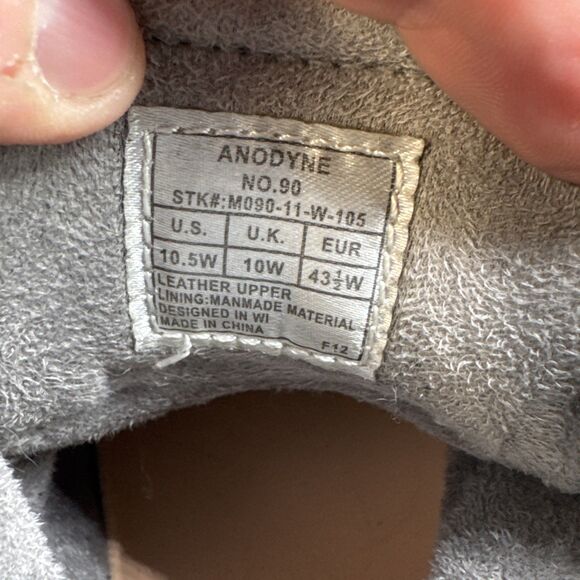 ANODYNE
NO.90
STK#:M090-11-W-105
U.S. U.K. EUR
10.5W 10W 43½W
LEATHER UPPER
LINING:MANMADE MATERIAL
DESIGNED IN WI
MADE IN CHINA F12